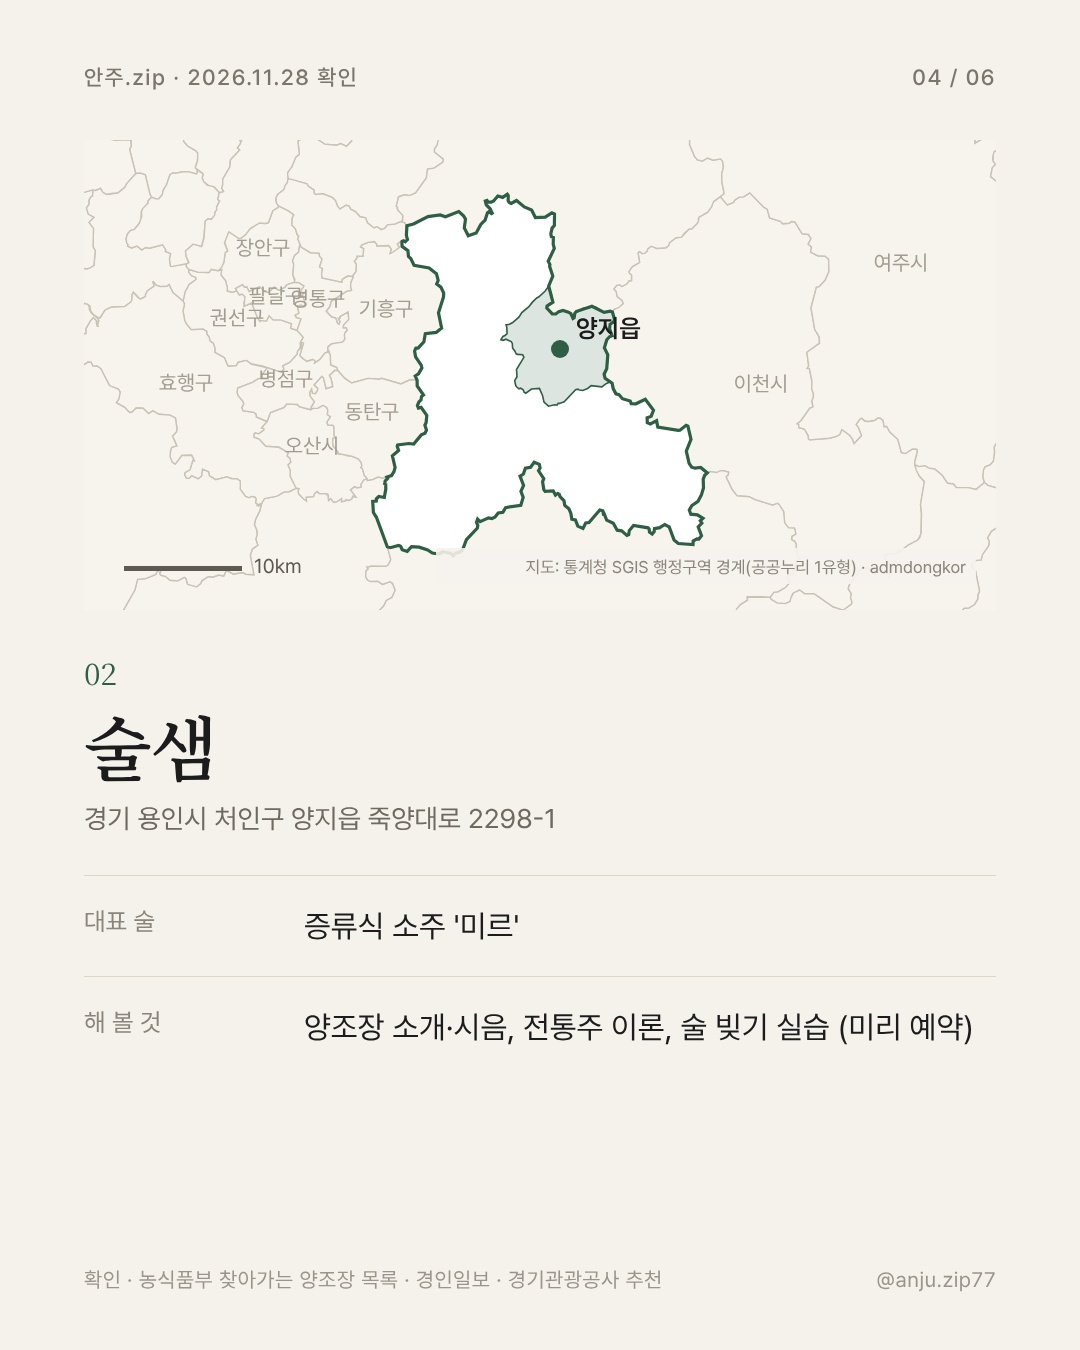 안주.zip · 2026.11.28 확인
04 / 06
장안구
여주시
팔달구
영통구
기흥구
권선구
양지읍
효행구
병점구
이천시
동탄구
오산시
10km
지도: 통계청 SGIS 행정구역 경계(공공누리 1유형) · admdongkor
02
술샘
경기 용인시 처인구 양지읍 죽양대로 2298-1
대표 술
증류식 소주 '미르'
해 볼 것
양조장 소개·시음, 전통주 이론, 술 빚기 실습 (미리 예약)
확인 · 농식품부 찾아가는 양조장 목록 · 경인일보 · 경기관광공사 추천
@anju.zip77